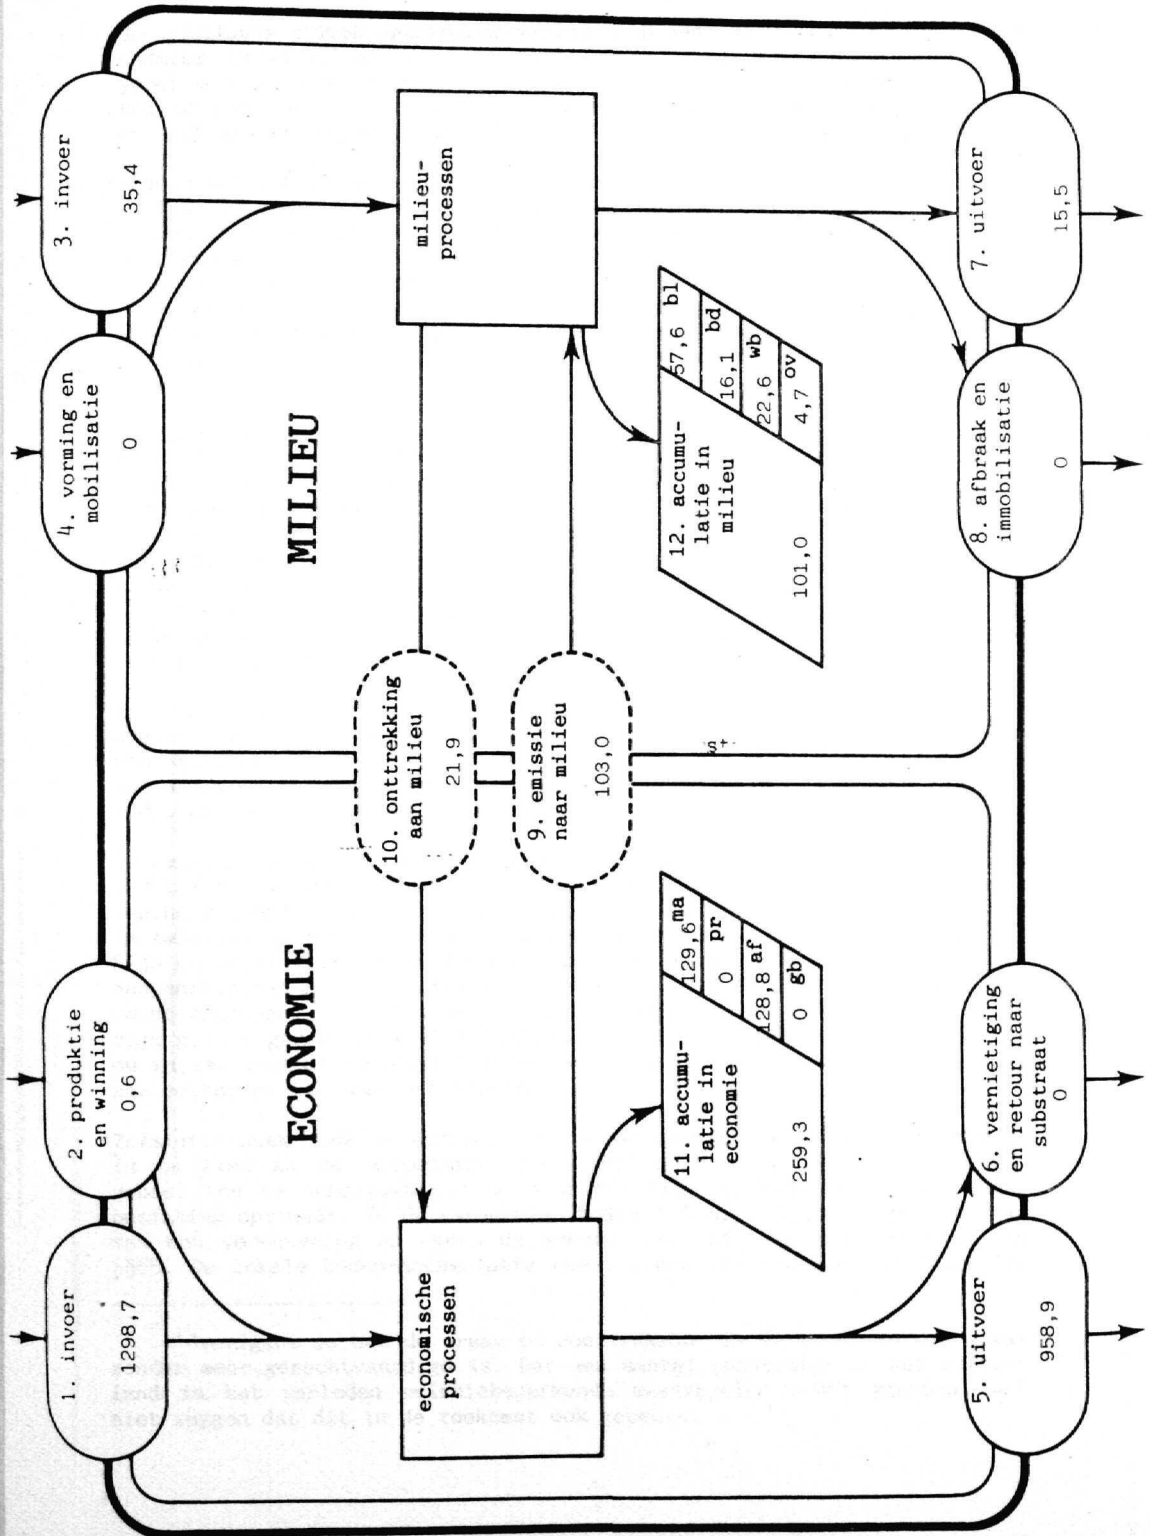 1. invoer
1298,7
2. produktie
en winning
0,6
4. vorming en
mobilisatie
0
3. invoer
35,4
ECONOMIE
MILIEU
economische
processen
10. onttrekking
aan milieu
21,9
milieu-
processen
9. emissie
naar milieu
103,0
11. accumu-
latie in
economie
259,3
129,6 ma
0 pr
128,8 af
0 gb
12. accumu-
latie in
milieu
101,0
57,6 bl
16,1 bd
22,6 wb
4,7 ov
5. uitvoer
958,9
6. vernietiging
en retour naar
substraat
0
8. afbraak en
immobilisatie
0
7. uitvoer
15,5